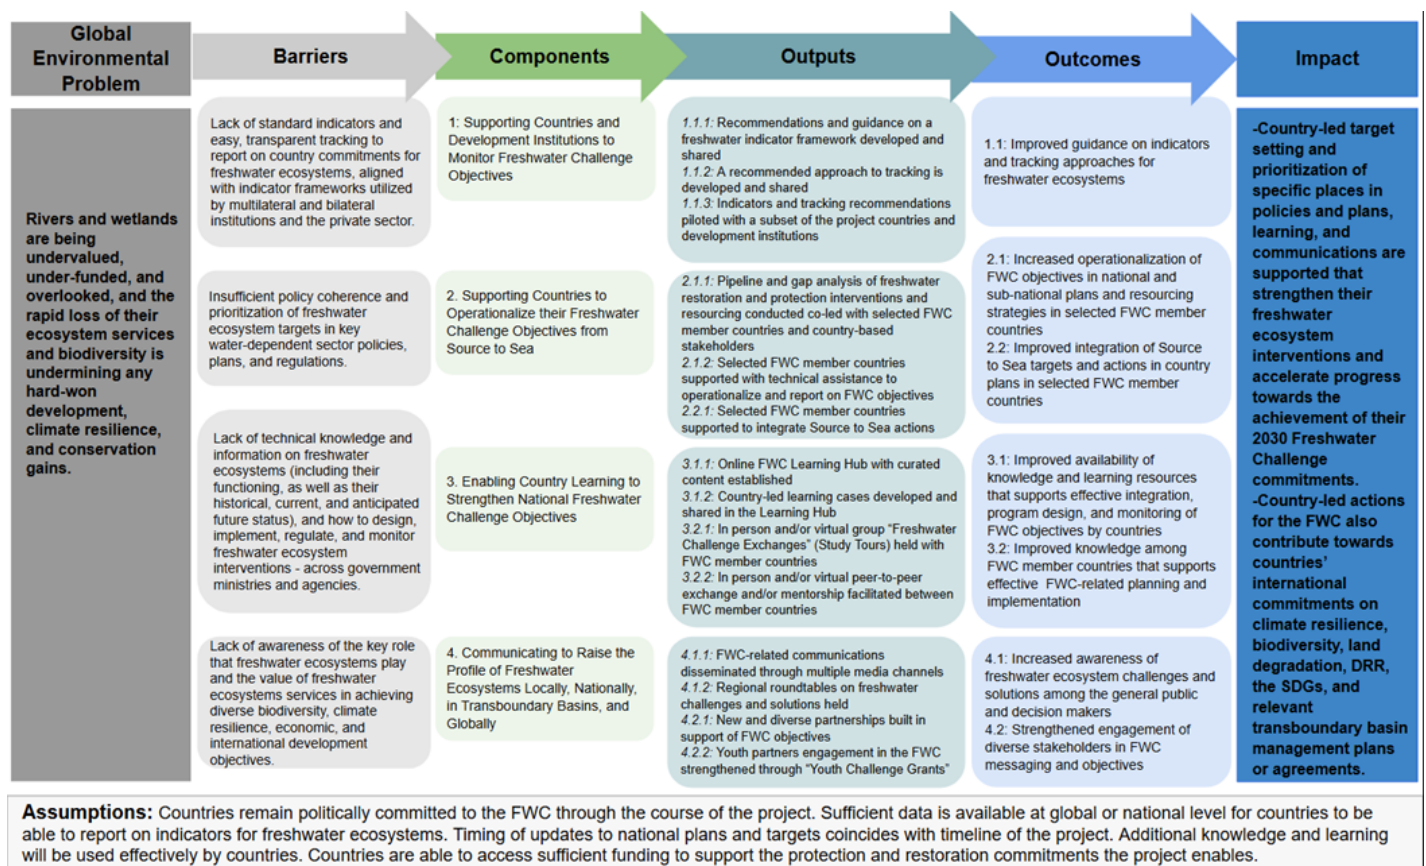 Global
Environmental
Problem
Barriers
Components
Outputs
Outcomes
Impact
Rivers and wetlands
are being
undervalued,
under-funded, and
overlooked, and the
rapid loss of their
ecosystem services
and biodiversity is
undermining any
hard-won
development,
climate resilience,
and conservation
gains.
Lack of standard indicators and
easy, transparent tracking to
report on country commitments for
freshwater ecosystems, aligned
with indicator frameworks utilized
by multilateral and bilateral
institutions and the private sector.
Insufficient policy coherence and
prioritization of freshwater
ecosystem targets in key
water-dependent sector policies,
plans, and regulations.
Lack of technical knowledge and
information on freshwater
ecosystems (including their
functioning, as well as their
historical, current, and anticipated
future status), and how to design,
implement, regulate, and monitor
freshwater ecosystem
interventions - across government
ministries and agencies.
Lack of awareness of the key role
that freshwater ecosystems play
and the value of freshwater
ecosystems services in achieving
diverse biodiversity, climate
resilience, economic, and
international development
objectives.
1: Supporting Countries and
Development Institutions to
Monitor Freshwater Challenge
Objectives
2. Supporting Countries to
Operationalize their Freshwater
Challenge Objectives from
Source to Sea
3. Enabling Country Learning to
Strengthen National Freshwater
Challenge Objectives
4. Communicating to Raise the
Profile of Freshwater
Ecosystems Locally, Nationally,
in Transboundary Basins, and
Globally
1.1.1: Recommendations and guidance on a
freshwater indicator framework developed and
shared
1.1.2: A recommended approach to tracking is
developed and shared
1.1.3: Indicators and tracking recommendations
piloted with a subset of the project countries and
development institutions
2.1.1: Pipeline and gap analysis of freshwater
restoration and protection interventions and
resourcing conducted co-led with selected FWC
member countries and country-based
stakeholders
2.1.2: Selected FWC member countries
supported with technical assistance to
operationalize and report on FWC objectives
2.2.1: Selected FWC member countries
supported to integrate Source to Sea actions
3.1.1: Online FWC Learning Hub with curated
content established
3.1.2: Country-led learning cases developed and
shared in the Learning Hub
3.2.1: In person and/or virtual group “Freshwater
Challenge Exchanges” (Study Tours) held with
FWC member countries
3.2.2: In person and/or virtual peer-to-peer
exchange and/or mentorship facilitated between
FWC member countries
4.1.1: FWC-related communications
disseminated through multiple media channels
4.1.2: Regional roundtables on freshwater
challenges and solutions held
4.2.1: New and diverse partnerships built in
support of FWC objectives
4.2.2: Youth partners engagement in the FWC
strengthened through “Youth Challenge Grants”
1.1: Improved guidance on indicators
and tracking approaches for
freshwater ecosystems
2.1: Increased operationalization of
FWC objectives in national and
sub-national plans and resourcing
strategies in selected FWC member
countries
2.2: Improved integration of Source
to Sea targets and actions in country
plans in selected FWC member
countries
3.1: Improved availability of
knowledge and learning resources
that supports effective integration,
program design, and monitoring of
FWC objectives by countries
3.2: Improved knowledge among
FWC member countries that supports
effective FWC-related planning and
implementation
4.1: Increased awareness of
freshwater ecosystem challenges and
solutions among the general public
and decision makers
4.2: Strengthened engagement of
diverse stakeholders in FWC
messaging and objectives
-Country-led target
setting and
prioritization of
specific places in
policies and plans,
learning, and
communications are
supported that
strengthen their
freshwater
ecosystem
interventions and
accelerate progress
towards the
achievement of their
2030 Freshwater
Challenge
commitments.
-Country-led actions
for the FWC also
contribute towards
countries’
international
commitments on
climate resilience,
biodiversity, land
degradation, DRR,
the SDGs, and
relevant
transboundary basin
management plans
or agreements.
Assumptions: Countries remain politically committed to the FWC through the course of the project. Sufficient data is available at global or national level for countries to be
able to report on indicators for freshwater ecosystems. Timing of updates to national plans and targets coincides with timeline of the project. Additional knowledge and learning
will be used effectively by countries. Countries are able to access sufficient funding to support the protection and restoration commitments the project enables.